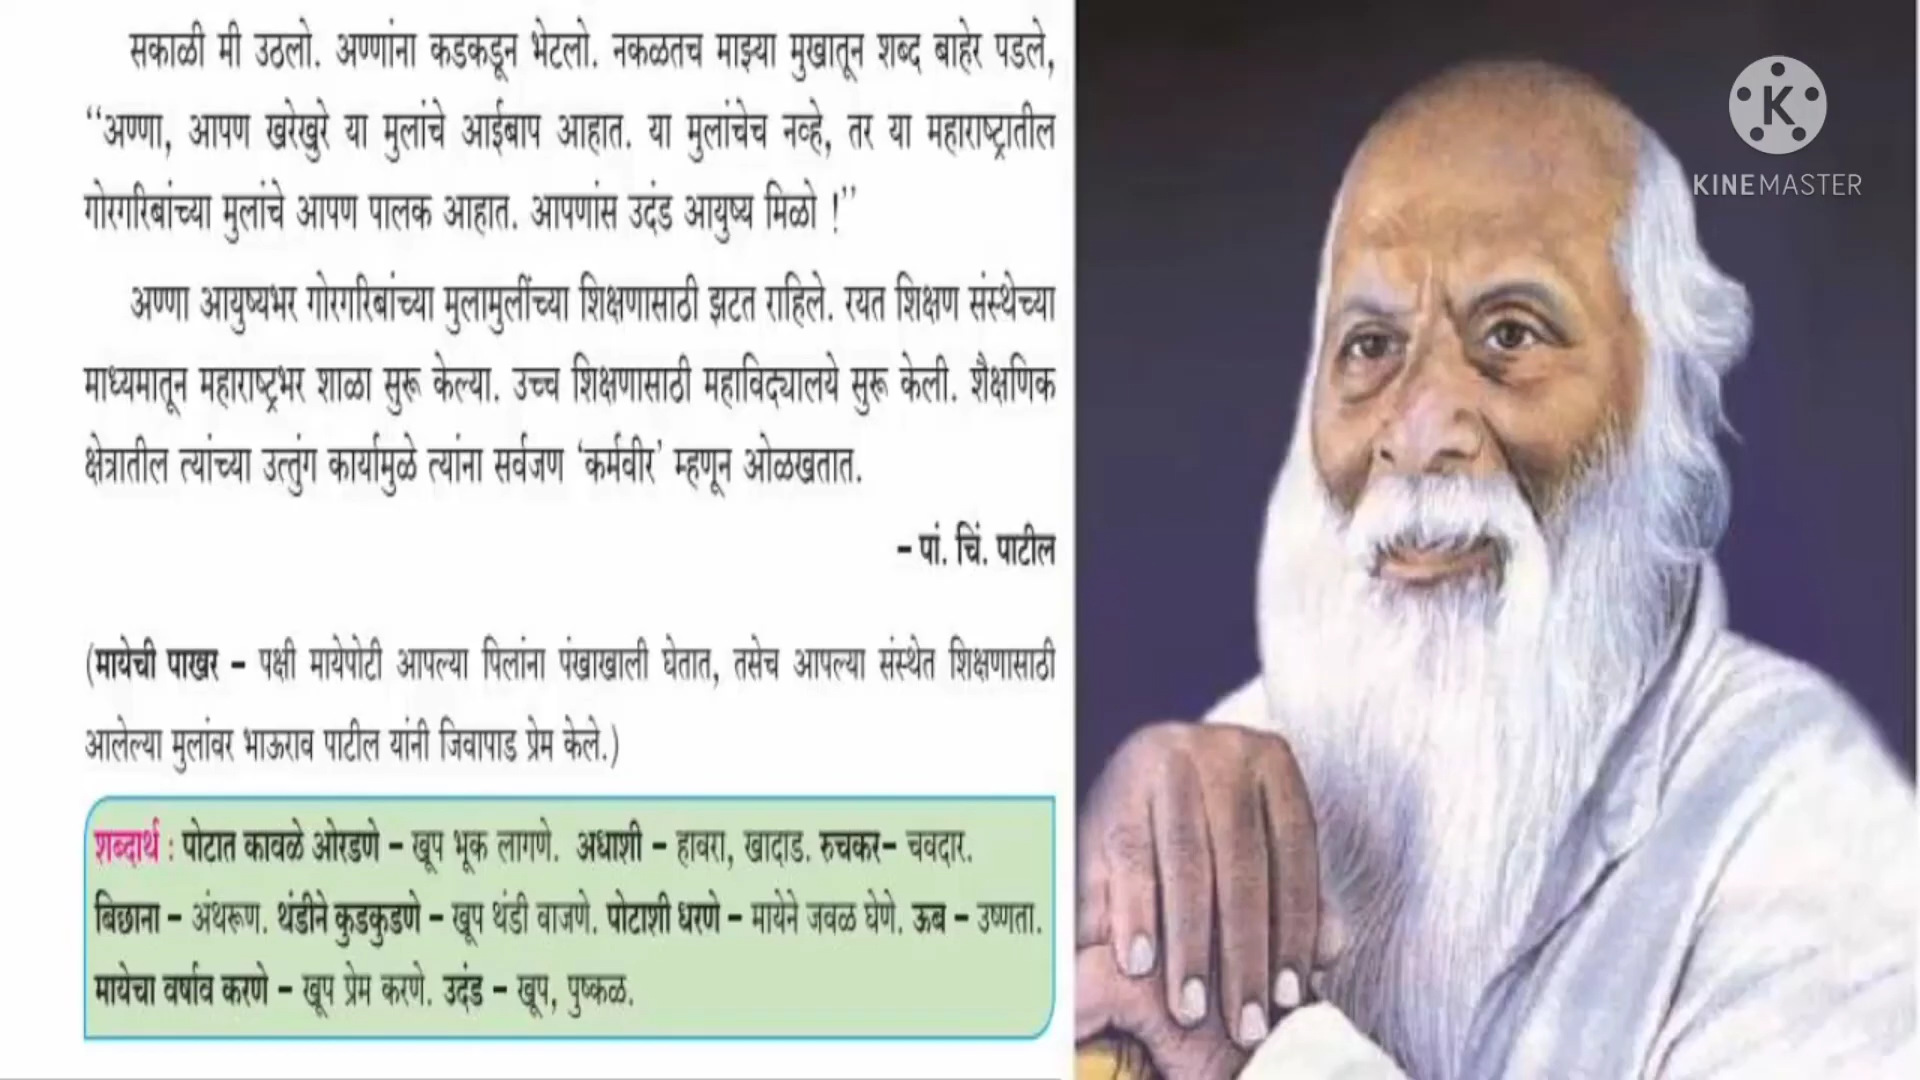 सकाळी मी उठलो. अण्णांना कडकडून भेटलो. नकळतच माझ्या मुखातून शब्द बाहेर पडले,
“अण्णा, आपण खरेखुरे या मुलांचे आईबाप आहात. या मुलांचेच नव्हे, तर या महाराष्ट्रातील
गोरगरिबांच्या मुलांचे आपण पालक आहात. आपणांस उदंड आयुष्य मिळो !”
अण्णा आयुष्यभर गोरगरिबांच्या मुलामुलींच्या शिक्षणासाठी झटत राहिले. रयत शिक्षण संस्थेच्या
माध्यमातून महाराष्ट्रभर शाळा सुरू केल्या. उच्च शिक्षणासाठी महाविद्यालये सुरू केली. शैक्षणिक
क्षेत्रातील त्यांच्या उत्तुंग कार्यामुळे त्यांना सर्वजण ‘कर्मवीर’ म्हणून ओळखतात.
– पां. चिं. पाटील
(मायेची पाखर – पक्षी मायेपोटी आपल्या पिलांना पंखाखाली घेतात, तसेच आपल्या संस्थेत शिक्षणासाठी
आलेल्या मुलांवर भाऊराव पाटील यांनी जिवापाड प्रेम केले.)
शब्दार्थ : पोटात कावळे ओरडणे – खूप भूक लागणे. अधाशी – हावरा, खादाड. रुचकर– चवदार.
बिछाना – अंथरूण. थंडीने कुडकुडणे – खूप थंडी वाजणे. पोटाशी धरणे – मायेने जवळ घेणे. ऊब – उष्णता.
मायेचा वर्षाव करणे – खूप प्रेम करणे. उदंड – खूप, पुष्कळ.
K
KINEMASTER